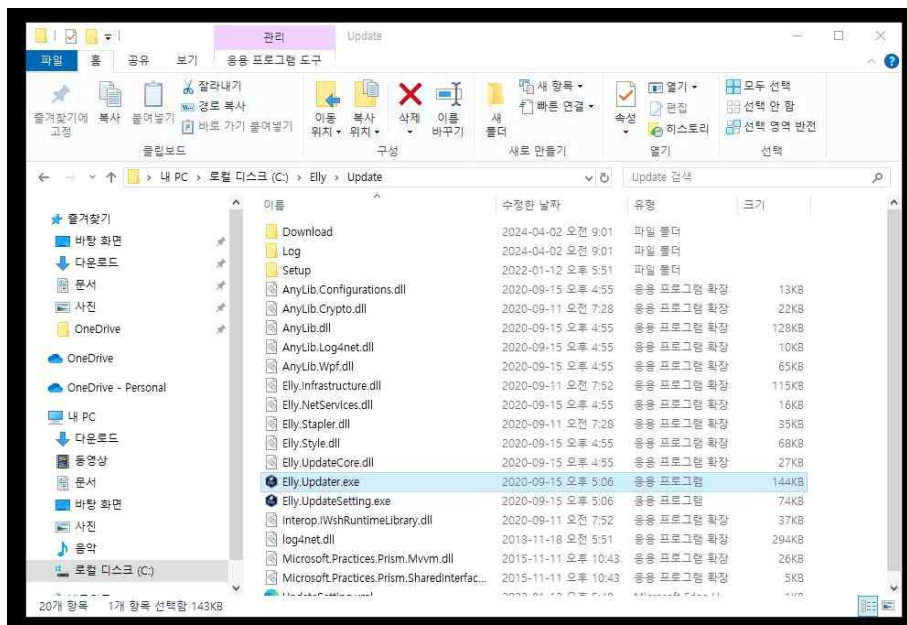 관리 Update
파일 홈 공유 보기 응용 프로그램 도구
즐겨찾기에 고정
복사
붙여넣기
잘라내기
경로 복사
바로 가기 붙여넣기
클립보드
이동 위치
복사 위치
삭제
이름 바꾸기
구성
새 폴더
새 항목
빠른 연결
새로 만들기
속성
열기
편집
히스토리
열기
모두 선택
선택 안 함
선택 영역 반전
선택
내 PC > 로컬 디스크 (C:) > Elly > Update
Update 검색
즐겨찾기
바탕 화면
다운로드
문서
사진
OneDrive
OneDrive
OneDrive - Personal
내 PC
다운로드
동영상
문서
바탕 화면
사진
음악
로컬 디스크 (C:)
이름 수정한 날짜 유형 크기
Download 2024-04-02 오전 9:01 파일 폴더
Log 2024-04-02 오전 9:01 파일 폴더
Setup 2022-01-12 오후 5:51 파일 폴더
AnyLib.Configurations.dll 2020-09-15 오후 4:55 응용 프로그램 확장 13KB
AnyLib.Crypto.dll 2020-09-11 오전 7:28 응용 프로그램 확장 22KB
AnyLib.dll 2020-09-15 오후 4:55 응용 프로그램 확장 128KB
AnyLib.Log4net.dll 2020-09-15 오후 4:55 응용 프로그램 확장 10KB
AnyLib.Wpf.dll 2020-09-15 오후 4:55 응용 프로그램 확장 65KB
Elly.Infrastructure.dll 2020-09-11 오전 7:52 응용 프로그램 확장 115KB
Elly.NetServices.dll 2020-09-15 오후 4:55 응용 프로그램 확장 16KB
Elly.Stapler.dll 2020-09-11 오전 7:28 응용 프로그램 확장 35KB
Elly.Style.dll 2020-09-15 오후 4:55 응용 프로그램 확장 68KB
Elly.UpdateCore.dll 2020-09-15 오후 4:55 응용 프로그램 확장 27KB
Elly.Updater.exe 2020-09-15 오후 5:06 응용 프로그램 144KB
Elly.UpdateSetting.exe 2020-09-15 오후 5:06 응용 프로그램 74KB
Interop.IWshRuntimeLibrary.dll 2020-09-11 오전 7:52 응용 프로그램 확장 37KB
log4net.dll 2013-11-18 오전 5:51 응용 프로그램 확장 294KB
Microsoft.Practices.Prism.Mvvm.dll 2015-11-11 오후 10:43 응용 프로그램 확장 26KB
Microsoft.Practices.Prism.SharedInterfac... 2015-11-11 오후 10:43 응용 프로그램 확장 5KB
20개 항목 1개 항목 선택함 143KB